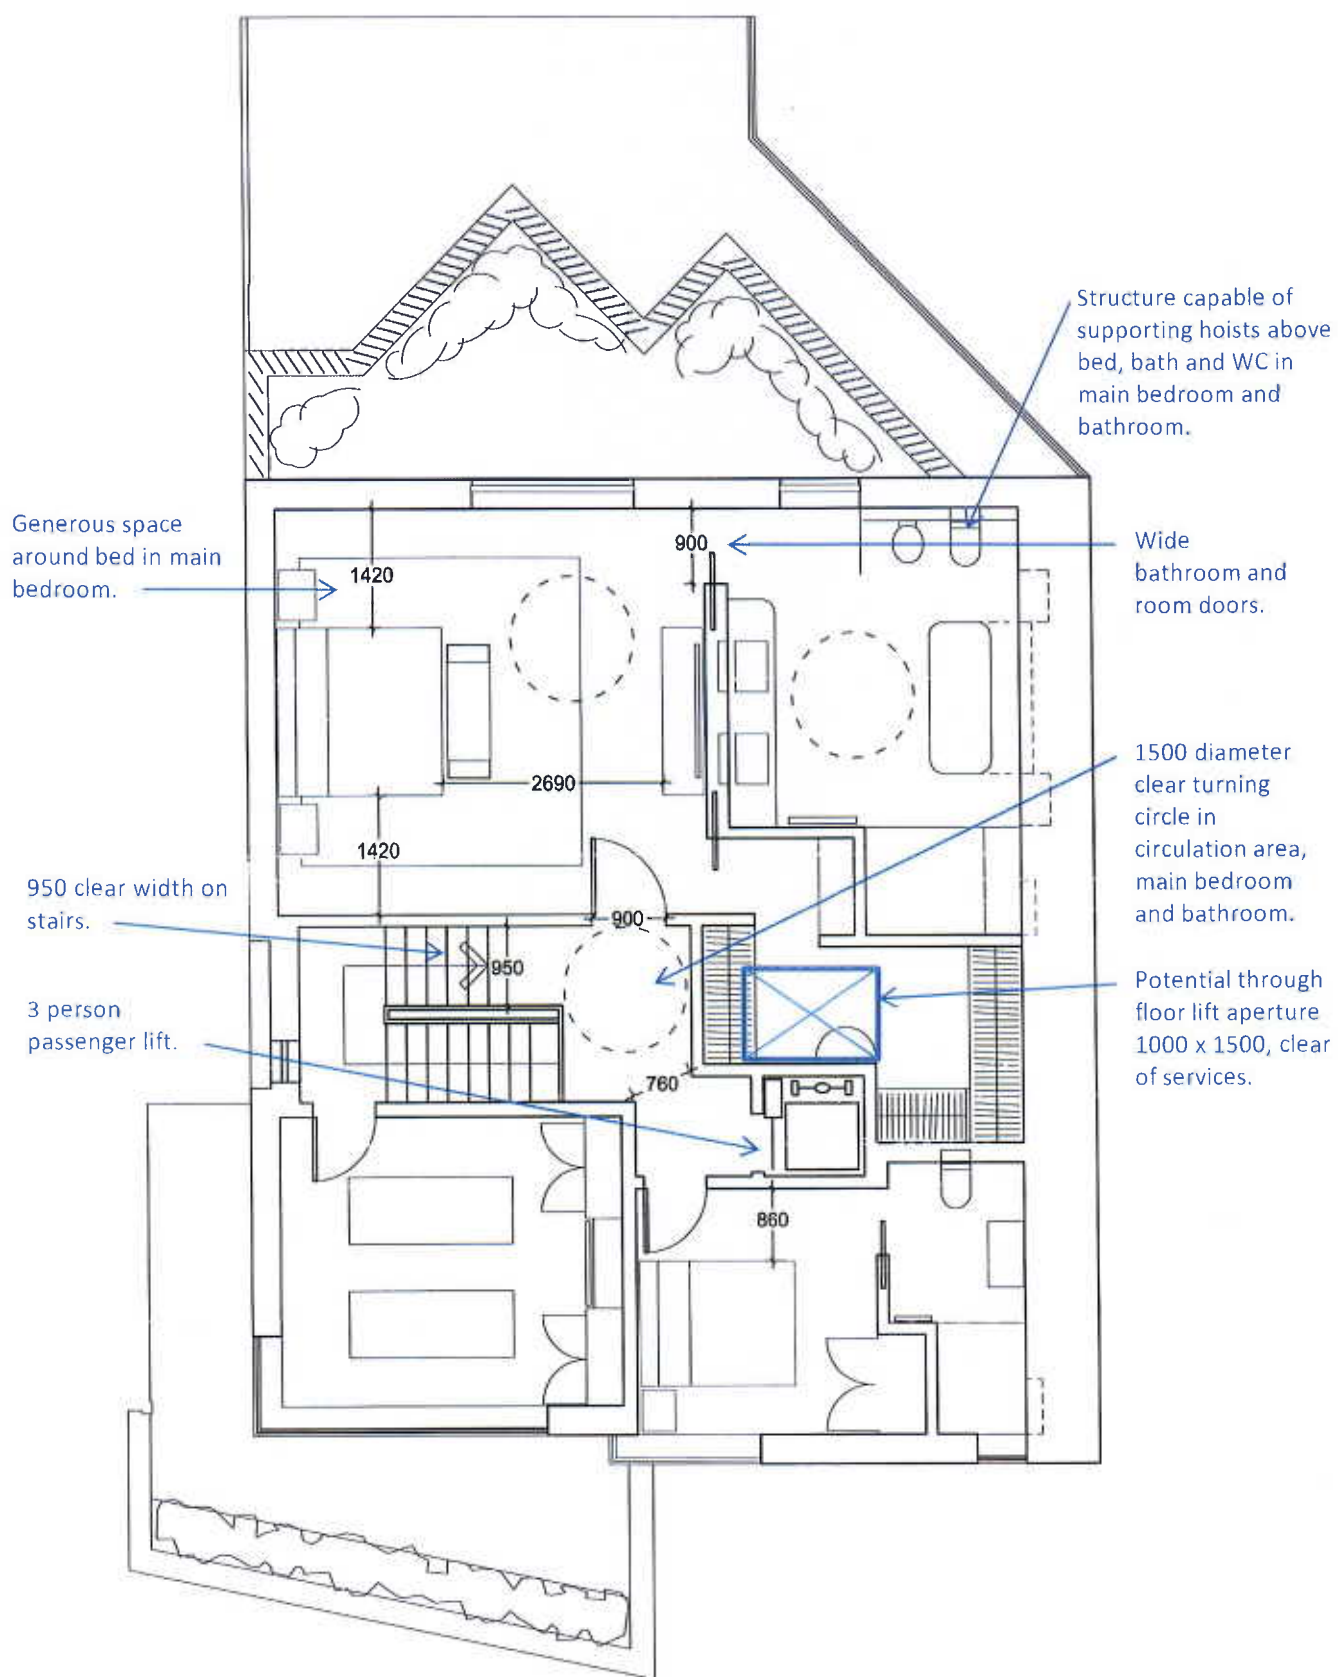 Structure capable of
supporting hoists above
bed, bath and WC in
main bedroom and
bathroom.
Generous space
around bed in main
bedroom.
1420
900
Wide
bathroom and
room doors.
2690
1420
1500 diameter
clear turning
circle in
circulation area,
main bedroom
and bathroom.
950 clear width on
stairs.
900
950
3 person
passenger lift.
Potential through
floor lift aperture
1000 x 1500, clear
of services.
760
860